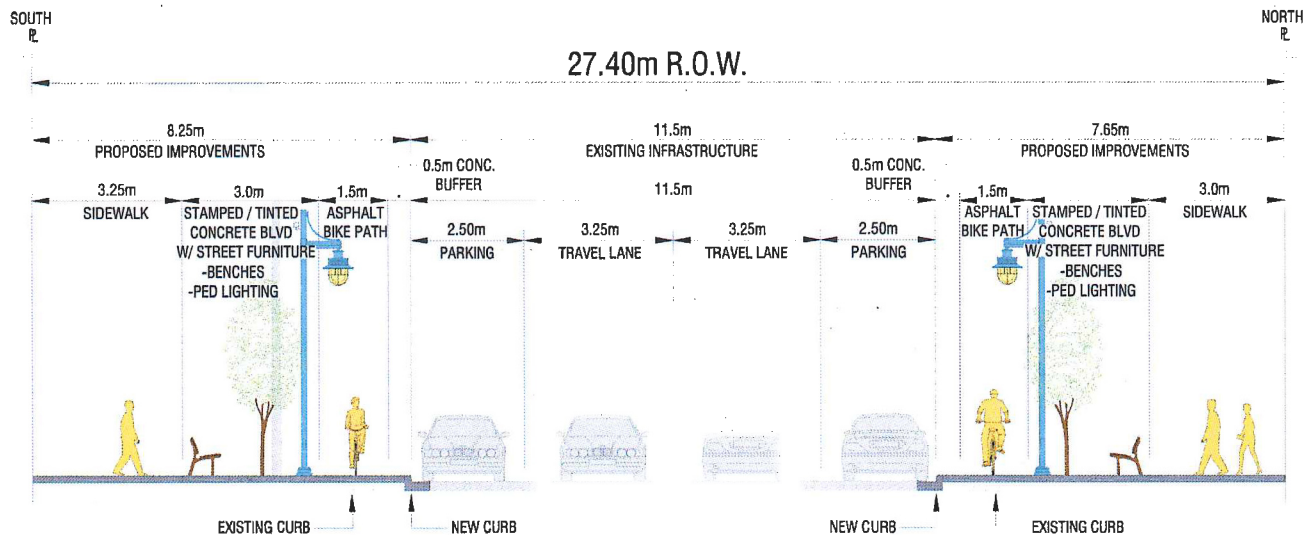 SOUTH
PL
NORTH
PL
27.40m R.O.W.
8.25m
PROPOSED IMPROVEMENTS
11.5m
EXISITING INFRASTRUCTURE
7.65m
PROPOSED IMPROVEMENTS
0.5m CONC.
BUFFER
11.5m
0.5m CONC.
BUFFER
3.25m
SIDEWALK
3.0m
STAMPED / TINTED
CONCRETE BLVD
W/ STREET FURNITURE
-BENCHES
-PED LIGHTING
1.5m
ASPHALT
BIKE PATH
2.50m
PARKING
3.25m
TRAVEL LANE
3.25m
TRAVEL LANE
2.50m
PARKING
1.5m
ASPHALT
BIKE PATH
STAMPED / TINTED
CONCRETE BLVD
W/ STREET FURNITURE
-BENCHES
-PED LIGHTING
3.0m
SIDEWALK
EXISTING CURB
NEW CURB
NEW CURB
EXISTING CURB